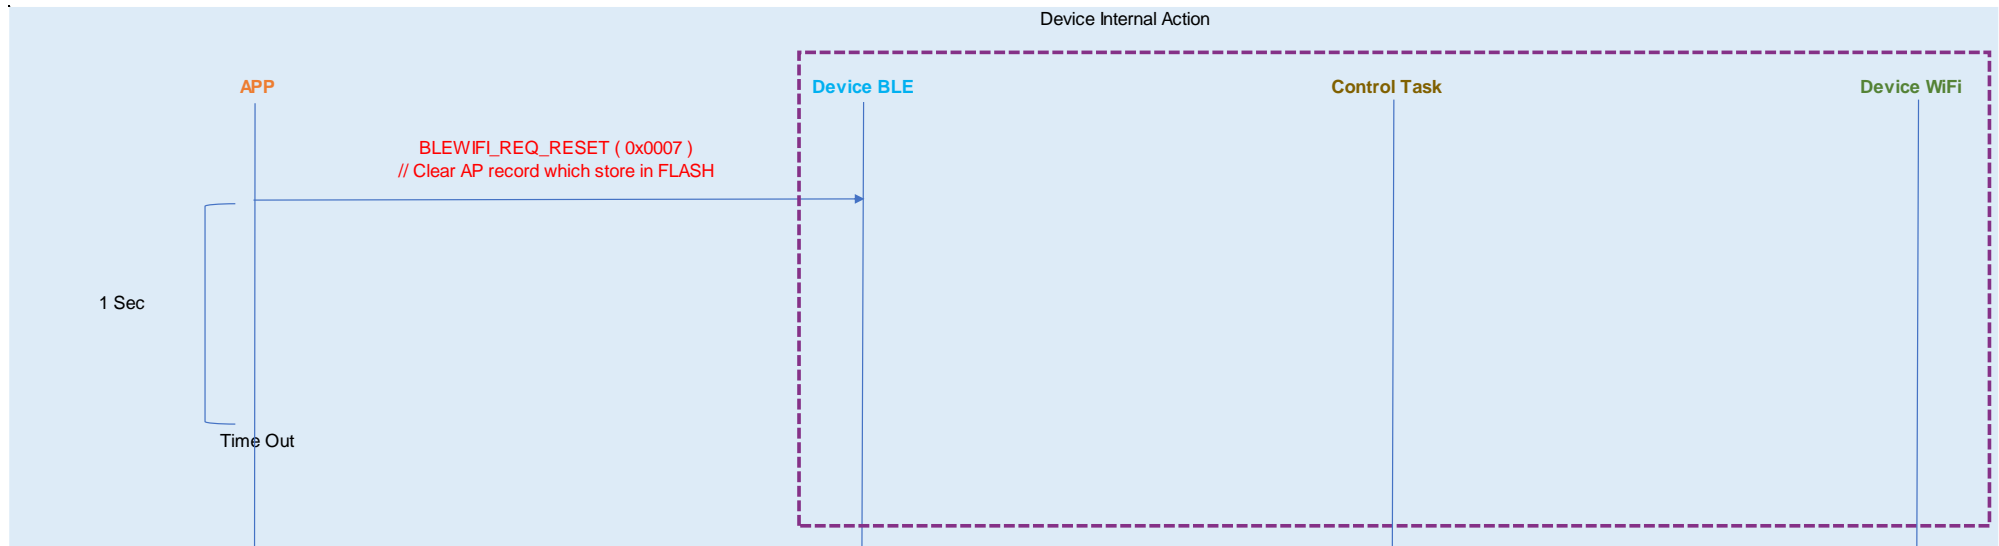 Device Internal Action
APP
Device BLE
Control Task
Device WiFi
BLEWIFI_REQ_RESET ( 0x0007 )
// Clear AP record which store in FLASH
1 Sec
Time Out